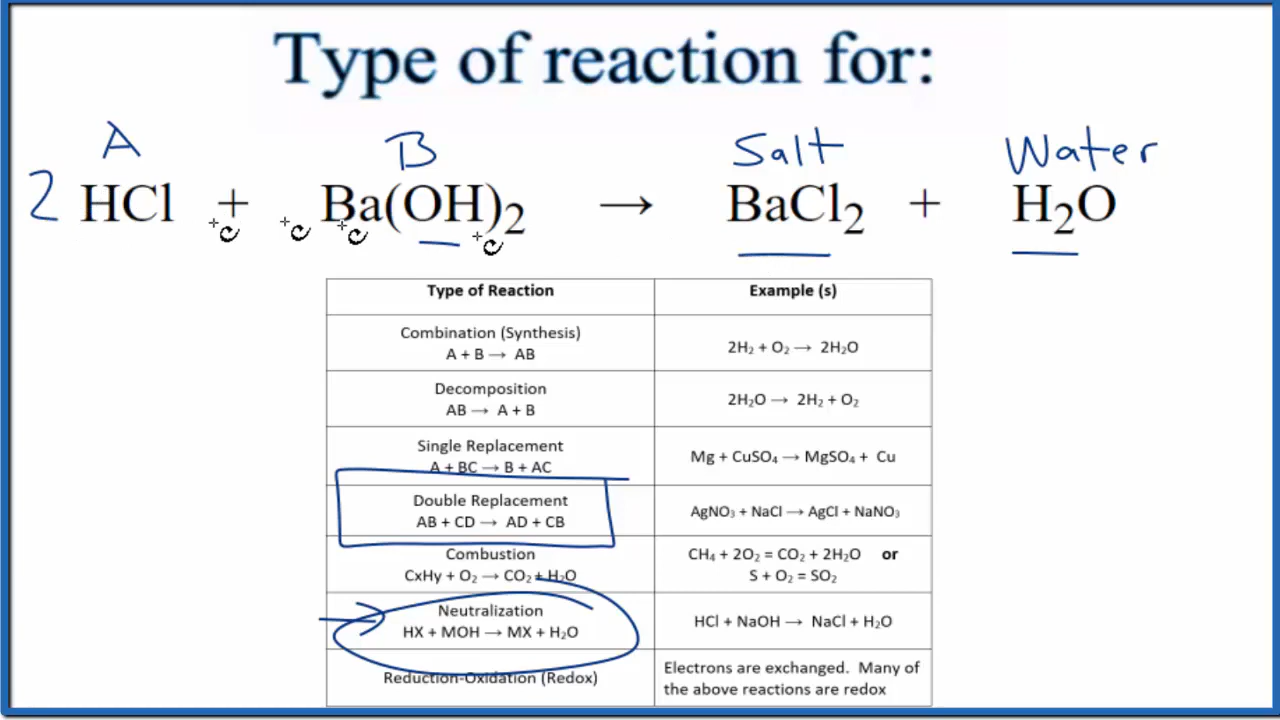 Type of reaction for:
A B Salt Water
2 HCl + Ba(OH)₂ → BaCl₂ + H₂O
Type of Reaction Example (s)
Combination (Synthesis)
A + B → AB 2H₂ + O₂ → 2H₂O
Decomposition
AB → A + B 2H₂O → 2H₂ + O₂
Single Replacement
A + BC → B + AC Mg + CuSO₄ → MgSO₄ + Cu
Double Replacement
AB + CD → AD + CB AgNO₃ + NaCl → AgCl + NaNO₃
Combustion CH₄ + 2O₂ = CO₂ + 2H₂O or
CxHy + O₂ → CO₂ + H₂O S + O₂ = SO₂
Neutralization
HX + MOH → MX + H₂O HCl + NaOH → NaCl + H₂O
Reduction-Oxidation (Redox) Electrons are exchanged. Many of
the above reactions are redox